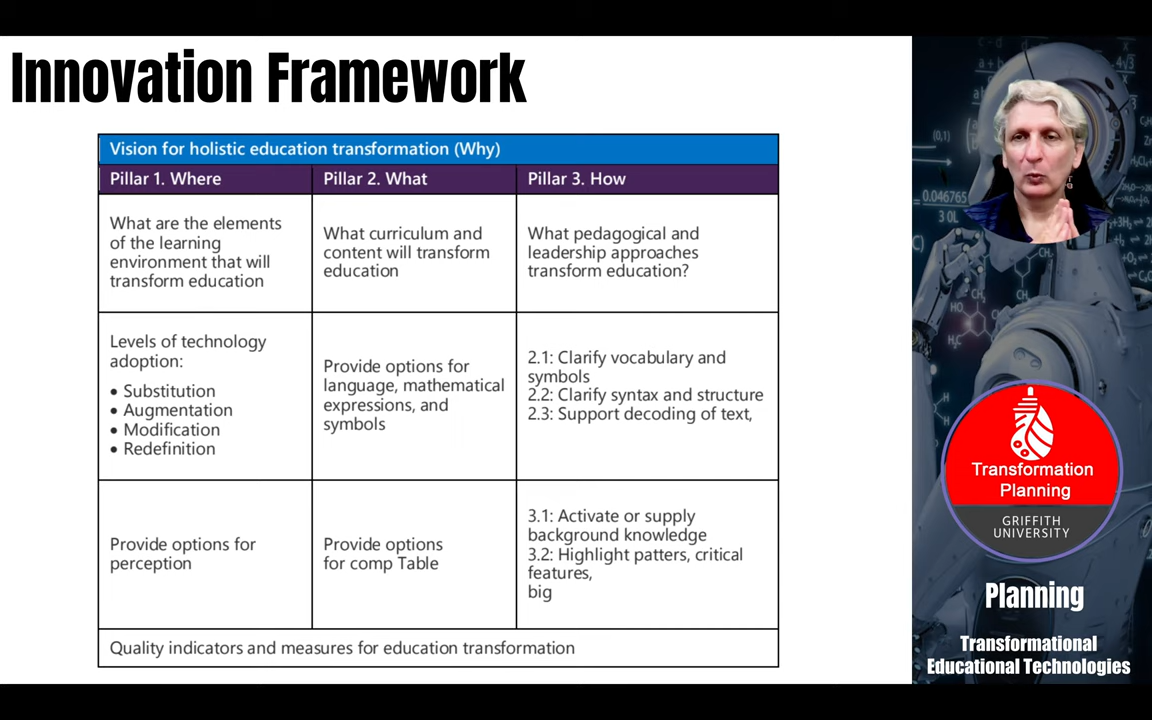 Innovation Framework
Vision for holistic education transformation (Why)
Pillar 1. Where
Pillar 2. What
Pillar 3. How
What are the elements
of the learning
environment that will
transform education
What curriculum and
content will transform
education
What pedagogical and
leadership approaches
transform education?
Levels of technology
adoption:
• Substitution
• Augmentation
• Modification
• Redefinition
Provide options for
language, mathematical
expressions, and
symbols
2.1: Clarify vocabulary and
symbols
2.2: Clarify syntax and structure
2.3: Support decoding of text,
Provide options for
perception
Provide options
for comp Table
3.1: Activate or supply
background knowledge
3.2: Highlight patters, critical
features,
big
Quality indicators and measures for education transformation
(0,1)
0.046765
3 0L
Transformation
Planning
GRIFFITH
UNIVERSITY
Planning
Transformational
Educational Technologies